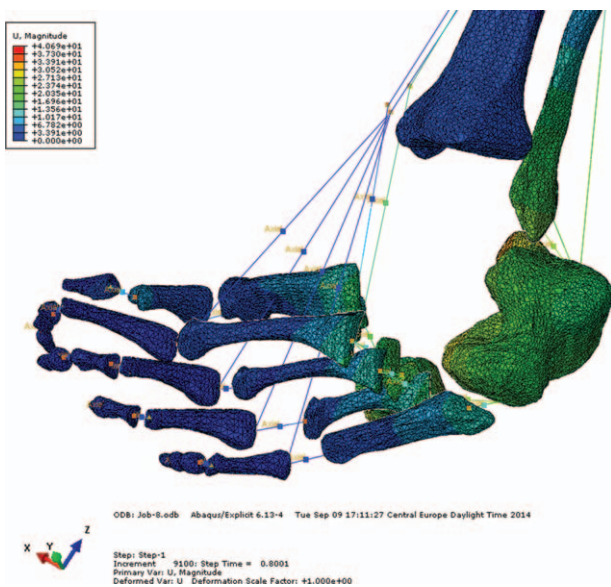 U, Magnitude
+4.069e+01
+3.730e+01
+3.391e+01
+3.052e+01
+2.713e+01
+2.374e+01
+2.035e+01
+1.696e+01
+1.356e+01
+1.017e+01
+6.782e+00
+3.391e+00
+0.000e+00
ODB: Job-8.odb Abaqus/Explicit 6.13-4 Tue Sep 09 17:11:27 Central Europe Daylight Time 2014
Z
Y
X
Step: Step-1
Increment 9100: Step Time = 0.8001
Primary Var: U, Magnitude
Deformed Var: U Deformation Scale Factor: +1.000e+00